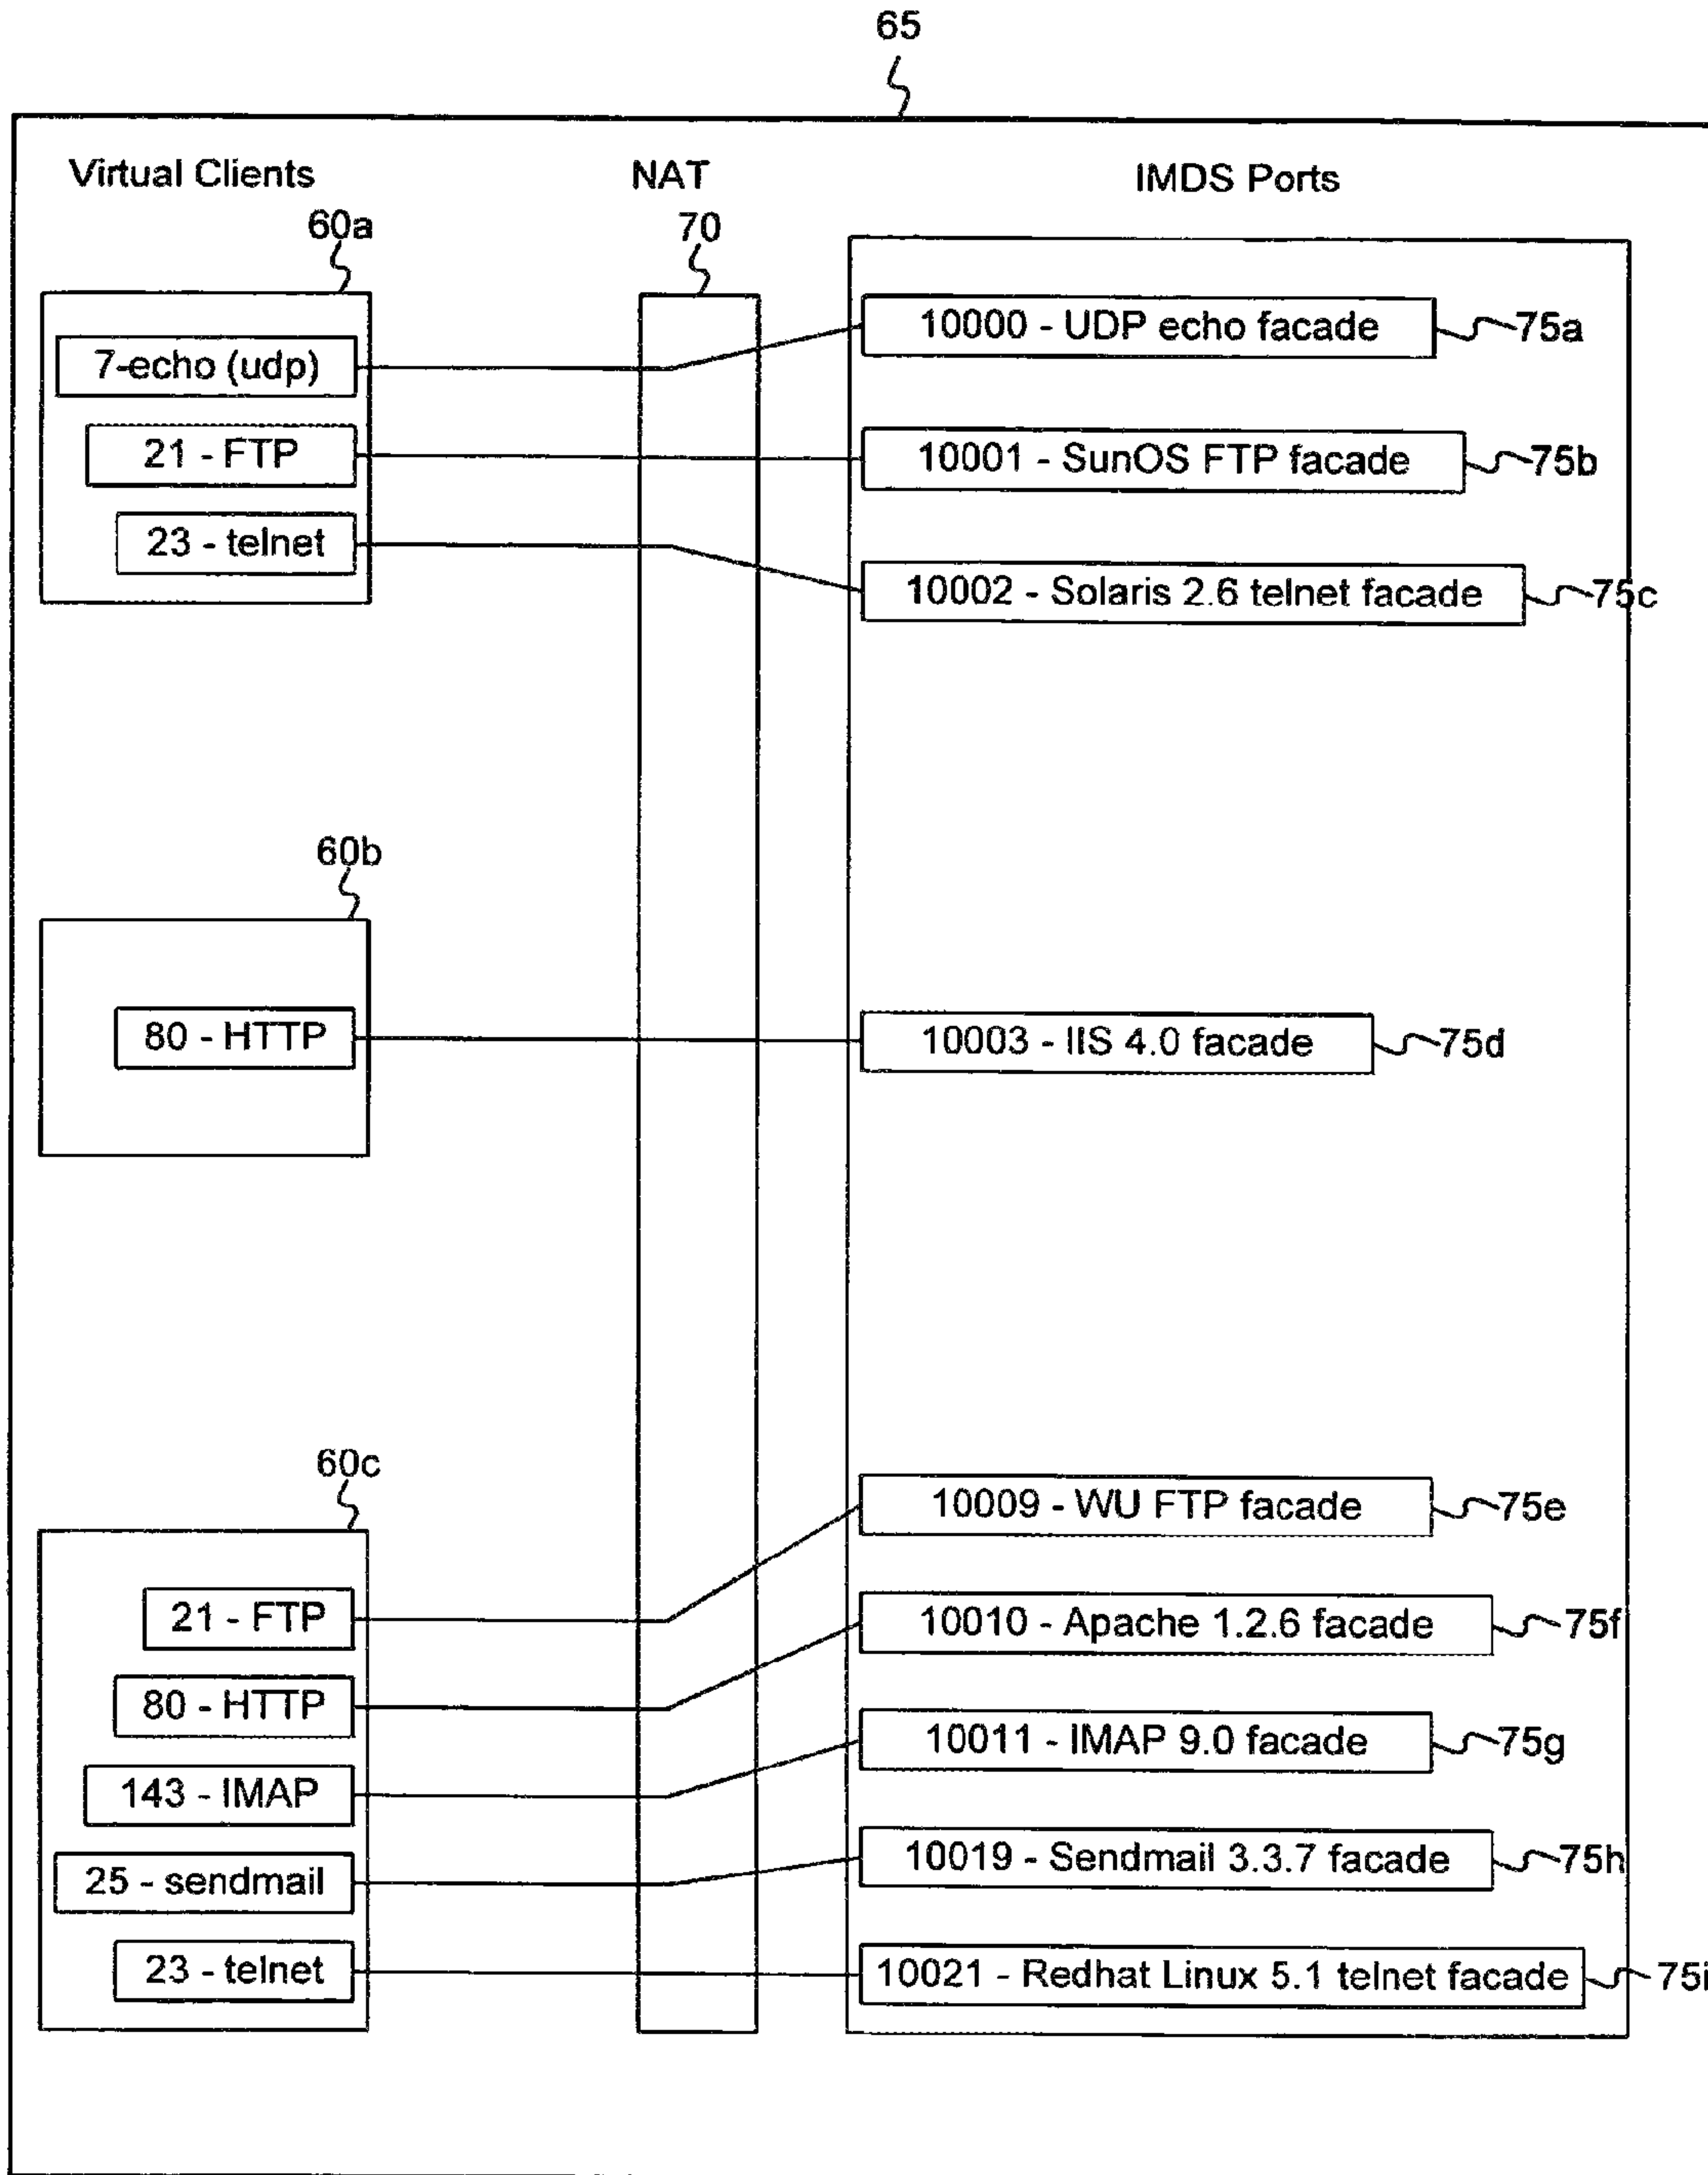 65
Virtual Clients
NAT
IMDS Ports
60a
70
7-echo (udp)
10000 - UDP echo facade
75a
21 - FTP
10001 - SunOS FTP facade
75b
23 - telnet
10002 - Solaris 2.6 telnet facade
75c
60b
80 - HTTP
10003 - IIS 4.0 facade
75d
60c
10009 - WU FTP facade
75e
21 - FTP
10010 - Apache 1.2.6 facade
75f
80 - HTTP
10011 - IMAP 9.0 facade
75g
143 - IMAP
10019 - Sendmail 3.3.7 facade
75h
25 - sendmail
23 - telnet
10021 - Redhat Linux 5.1 telnet facade
75i